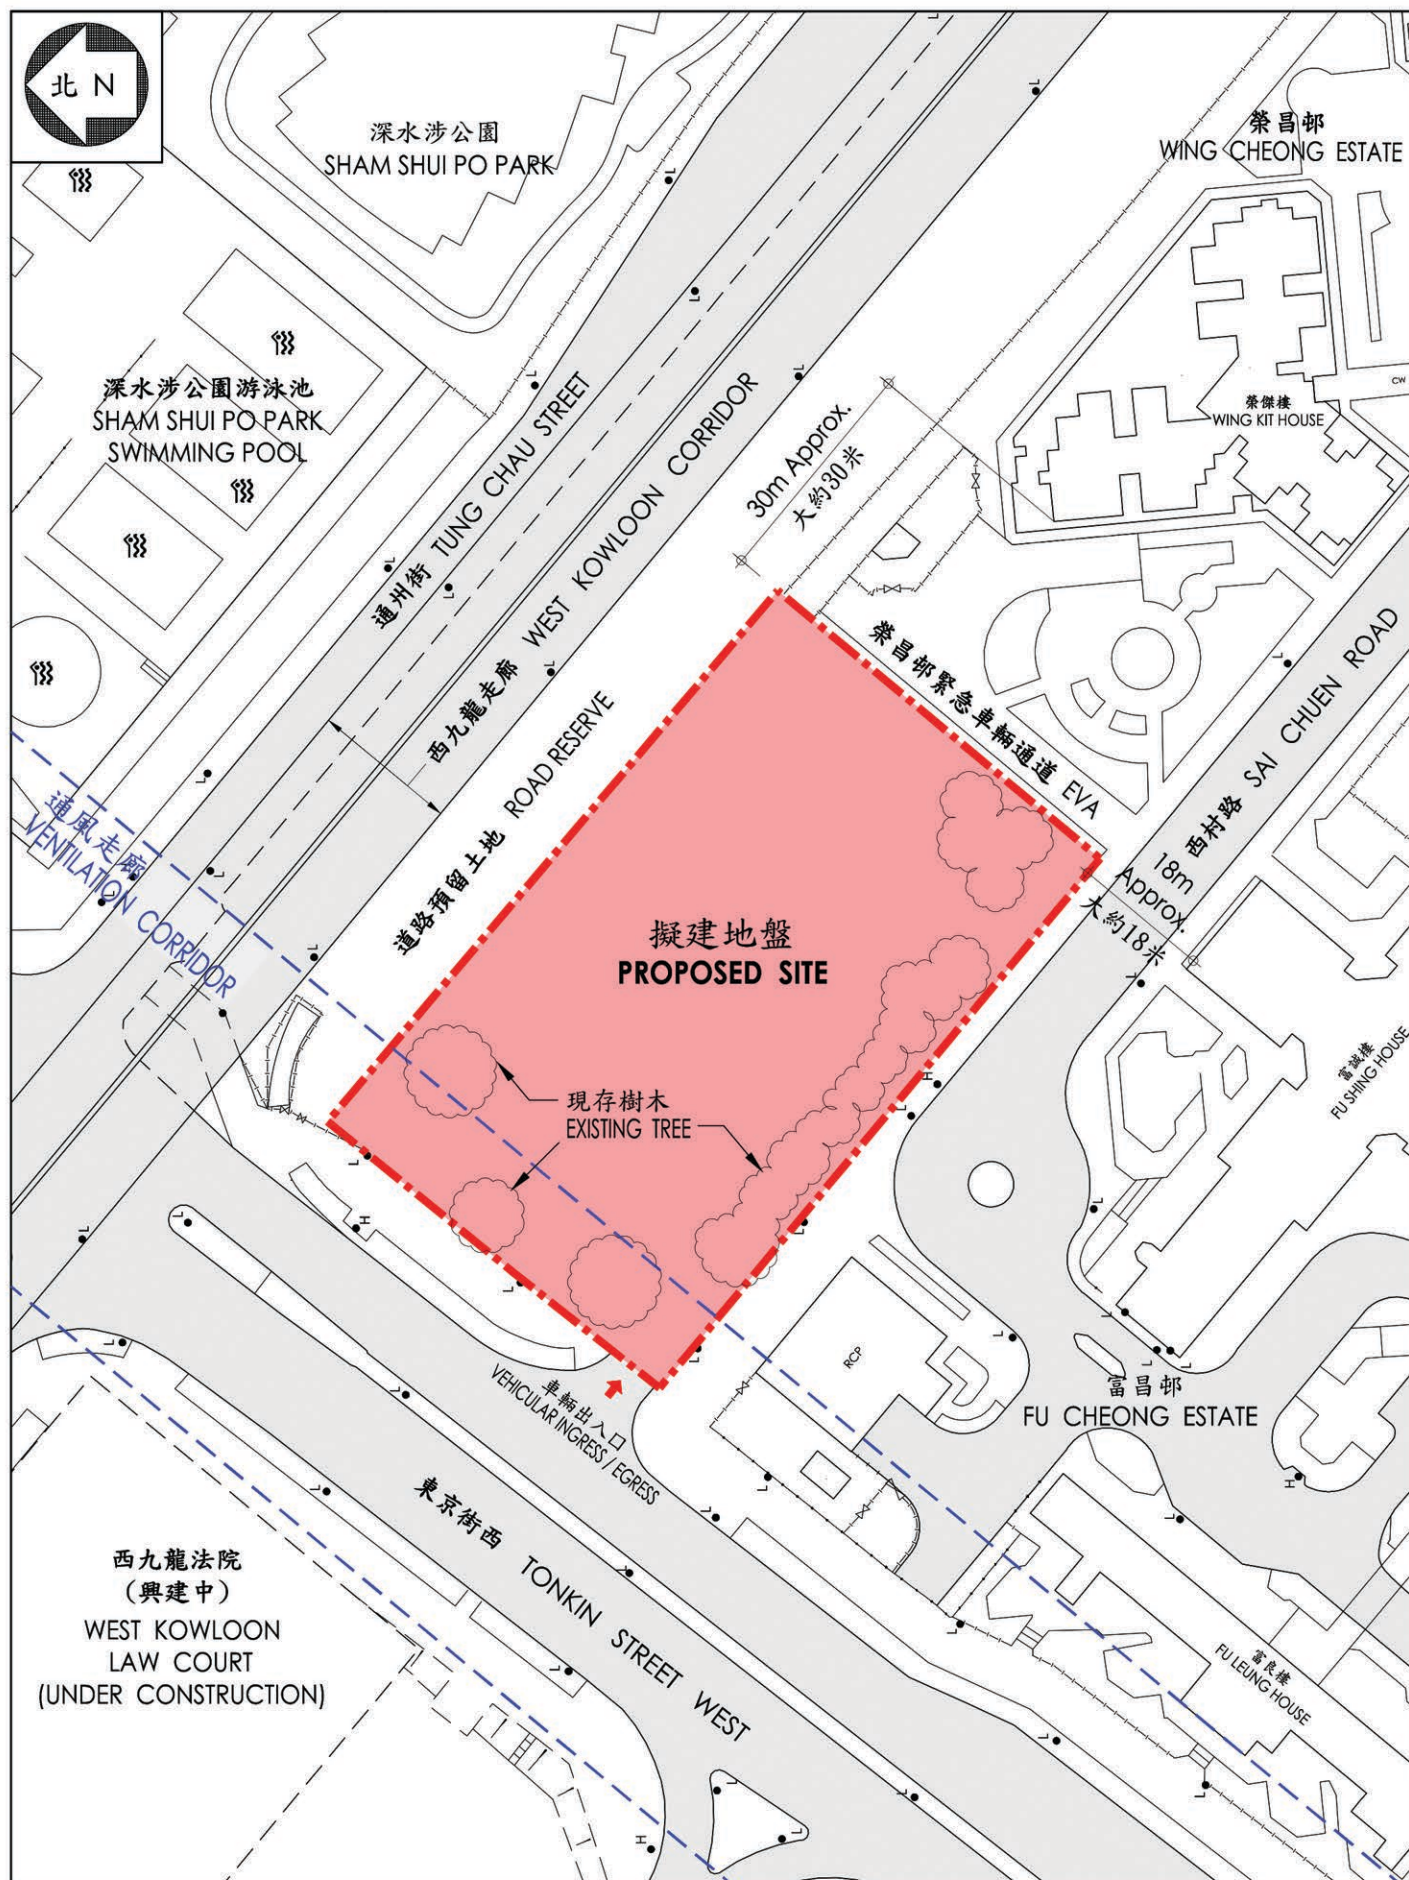 北 N
深水涉公園
SHAM SHUI PO PARK
榮昌邨
WING CHEONG ESTATE
深水涉公園游泳池
SHAM SHUI PO PARK
SWIMMING POOL
通州街 TUNG CHAU STREET
西九龍走廊 WEST KOWLOON CORRIDOR
30m Approx.
大約30米
榮傑樓
WING KIT HOUSE
CW
榮昌邨緊急車輛通道 EVA
西村路 SAI CHUEN ROAD
道路預留土地 ROAD RESERVE
通風走廊
VENTILATION CORRIDOR
18m
Approx.
大約18米
擬建地盤
PROPOSED SITE
現存樹木
EXISTING TREE
富誠樓
FU SHING HOUSE
RCP
富昌邨
FU CHEONG ESTATE
車輛出入口
VEHICULAR INGRESS / EGRESS
東京街西 TONKIN STREET WEST
西九龍法院
(興建中)
WEST KOWLOON
LAW COURT
(UNDER CONSTRUCTION)
富良樓
FU LEUNG HOUSE